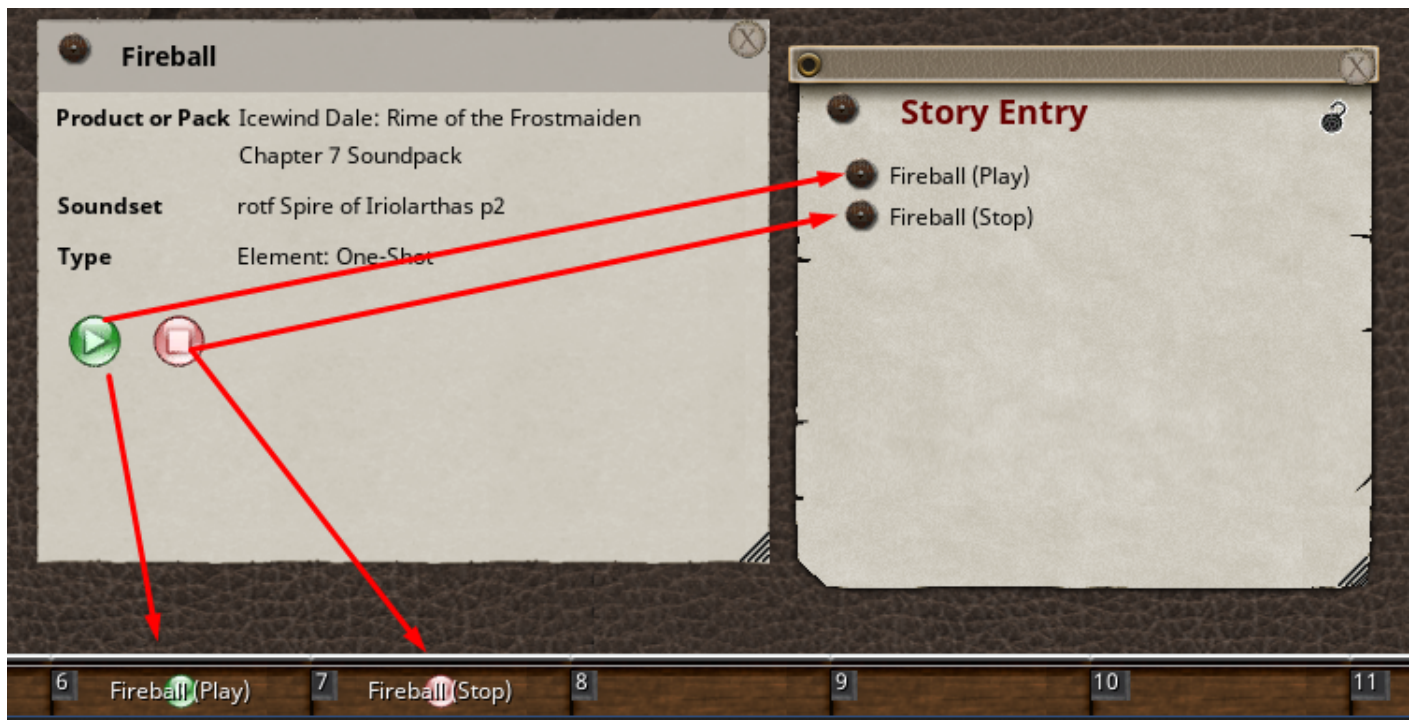 Fireball
X
Product or Pack Icewind Dale: Rime of the Frostmaiden
Chapter 7 Soundpack
Soundset rotf Spire of Iriolarthas p2
Type Element: One-Shot
X
Story Entry
Fireball (Play)
Fireball (Stop)
6 Fireball (Play) 7 Fireball (Stop) 8 9 10 11